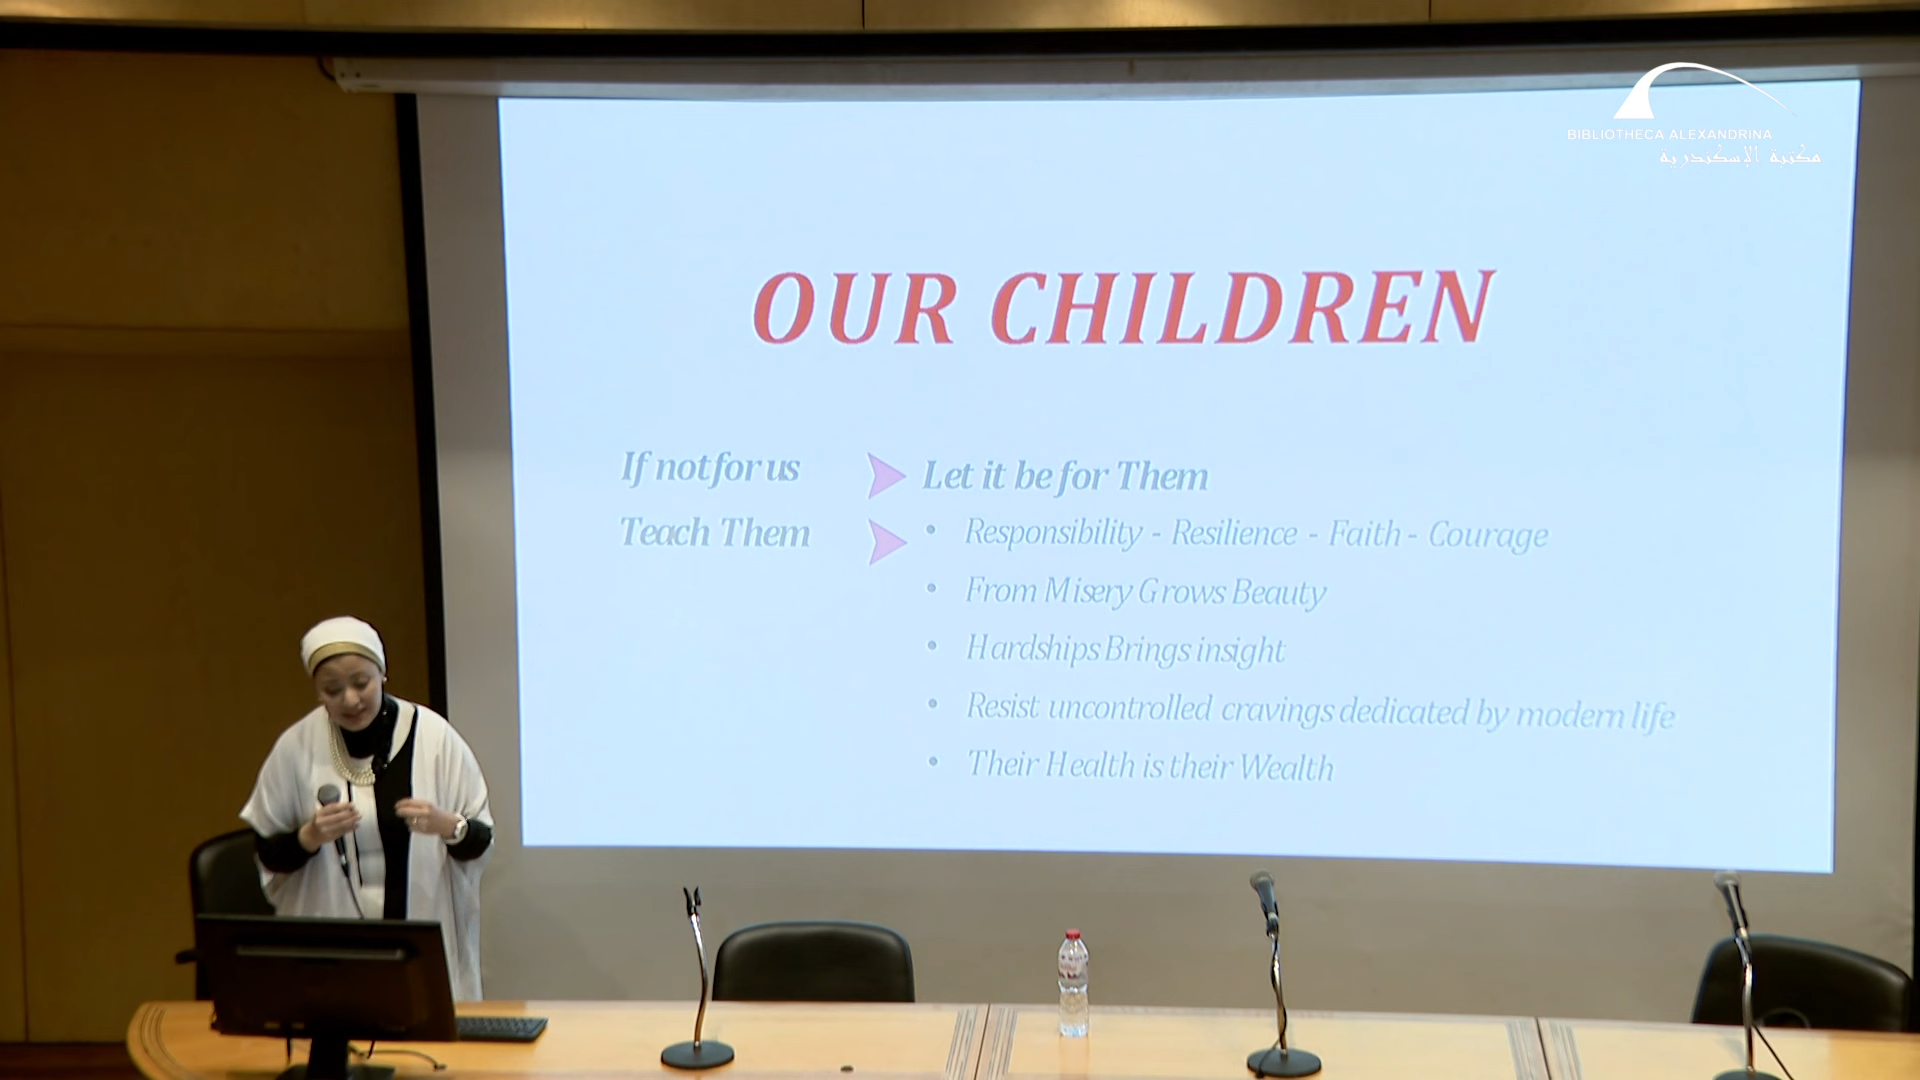 BIBLIOTHECA ALEXANDRINA
مكتبة الإسكندرية
OUR CHILDREN
If not for us
Let it be for Them
Teach Them
• Responsibility - Resilience - Faith - Courage
• From Misery Grows Beauty
• Hardships Brings insight
• Resist uncontrolled cravings dedicated by modern life
• Their Health is their Wealth